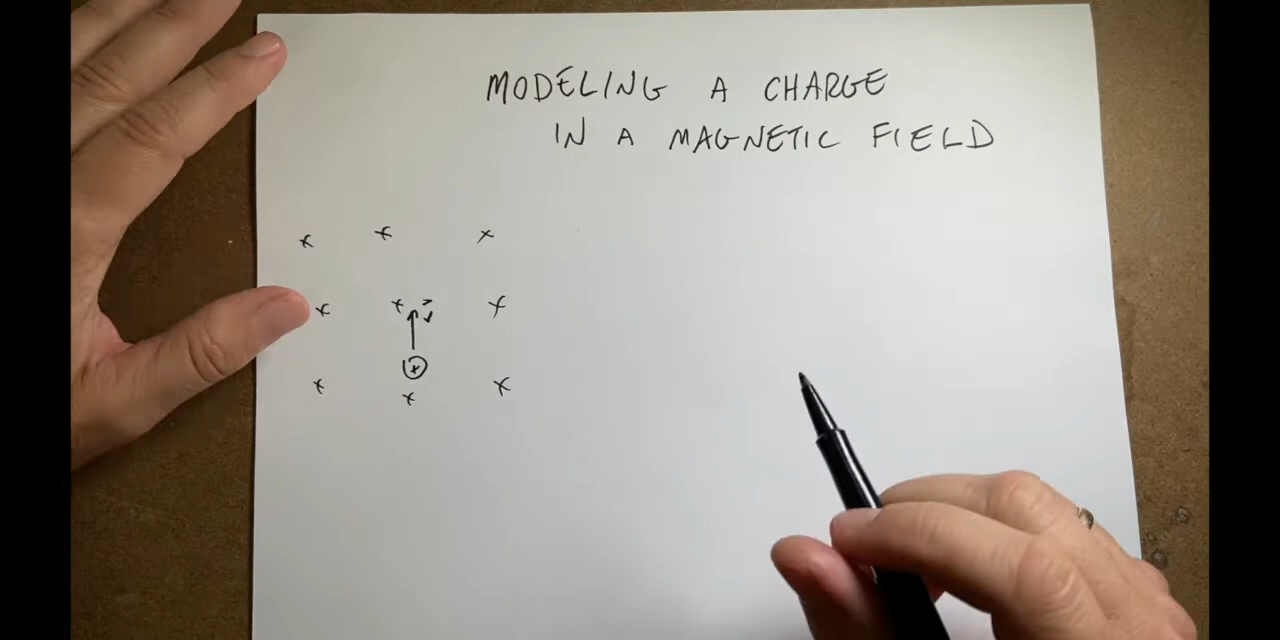 MODELING A CHARGE
IN A MAGNETIC FIELD
x x x
x x v x
+
x x x